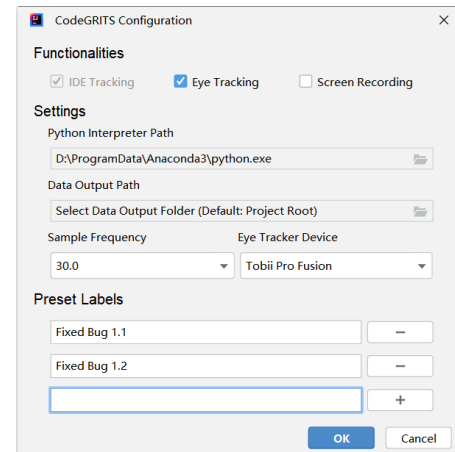 CodeGRITS Configuration
Functionalities
IDE Tracking Eye Tracking Screen Recording
Settings
Python Interpreter Path
D:\ProgramData\Anaconda3\python.exe
Data Output Path
Select Data Output Folder (Default: Project Root)
Sample Frequency Eye Tracker Device
30.0 Tobii Pro Fusion
Preset Labels
Fixed Bug 1.1
Fixed Bug 1.2
OK Cancel